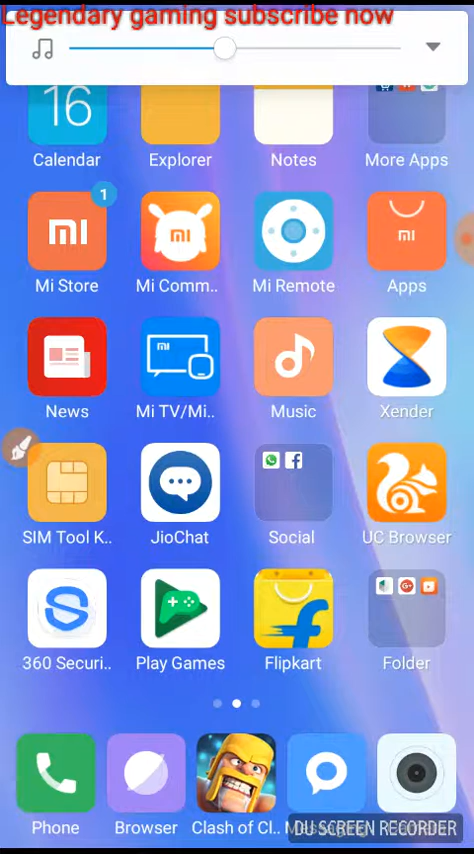 Legendary gaming subscribe now
16
Calendar Explorer Notes More Apps
1
Mi Store Mi Comm.. Mi Remote Apps
News Mi TV/Mi.. Music Xender
SIM Tool K.. JioChat Social UC Browser
360 Securi.. Play Games Flipkart Folder
Phone Browser Clash of Cl..
DU SCREEN RECORDER